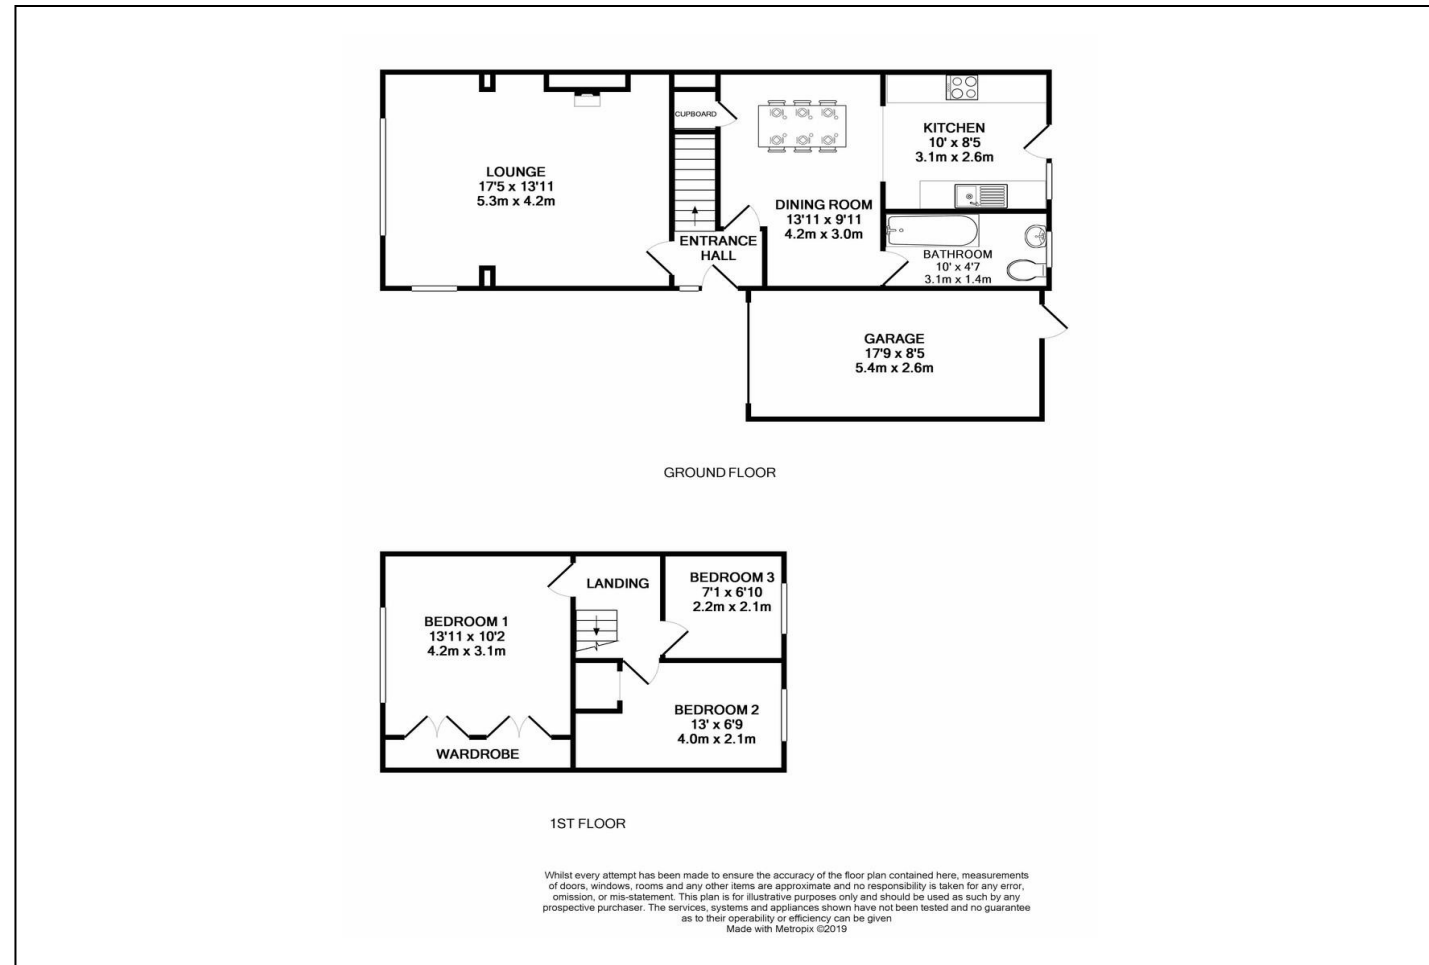 CUPBOARD
KITCHEN
10' x 8'5
3.1m x 2.6m
LOUNGE
17'5 x 13'11
5.3m x 4.2m
DINING ROOM
13'11 x 9'11
4.2m x 3.0m
ENTRANCE
HALL
BATHROOM
10' x 4'7
3.1m x 1.4m
GARAGE
17'9 x 8'5
5.4m x 2.6m
GROUND FLOOR
LANDING
BEDROOM 3
7'1 x 6'10
2.2m x 2.1m
BEDROOM 1
13'11 x 10'2
4.2m x 3.1m
BEDROOM 2
13' x 6'9
4.0m x 2.1m
WARDROBE
1ST FLOOR
Whilst every attempt has been made to ensure the accuracy of the floor plan contained here, measurements
of doors, windows, rooms and any other items are approximate and no responsibility is taken for any error,
omission, or mis-statement. This plan is for illustrative purposes only and should be used as such by any
prospective purchaser. The services, systems and appliances shown have not been tested and no guarantee
as to their operability or efficiency can be given
Made with Metropix ©2019